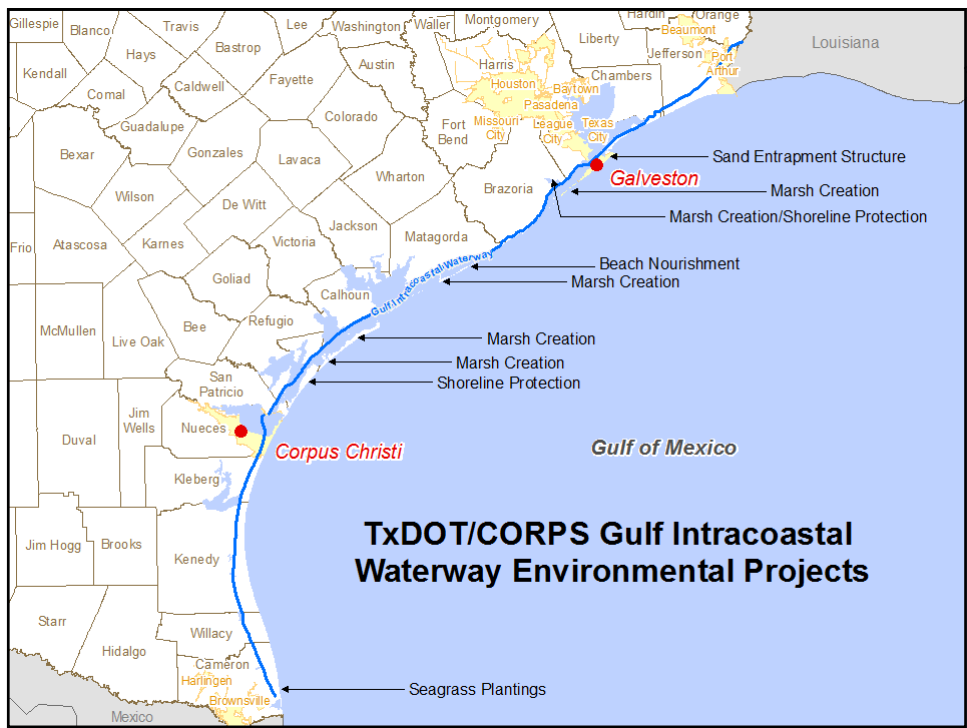 Gillespie
Blanco
Travis
Lee
Washington
Waller
Montgomery
Hardin
Orange
Hays
Bastrop
Austin
Harris
Liberty
Beaumont
Jefferson
Port
Arthur
Louisiana
Kendall
Caldwell
Fayette
Houston
Baytown
Chambers
Comal
Colorado
Pasadena
Guadalupe
Fort
Bend
Missouri
City
League
City
Texas
City
Bexar
Gonzales
Lavaca
Sand Entrapment Structure
Wharton
Brazoria
Galveston
Marsh Creation
Wilson
De Witt
Jackson
Marsh Creation/Shoreline Protection
Frio
Atascosa
Karnes
Victoria
Matagorda
Gulf Intracoastal Waterway
Beach Nourishment
Goliad
Calhoun
Marsh Creation
McMullen
Live Oak
Bee
Refugio
Marsh Creation
Marsh Creation
San
Patricio
Shoreline Protection
Jim
Wells
Nueces
Duval
Corpus Christi
Gulf of Mexico
Kleberg
TxDOT/CORPS Gulf Intracoastal
Waterway Environmental Projects
Jim Hogg
Brooks
Kenedy
Starr
Hidalgo
Willacy
Cameron
Harlingen
Seagrass Plantings
Brownsville
Mexico